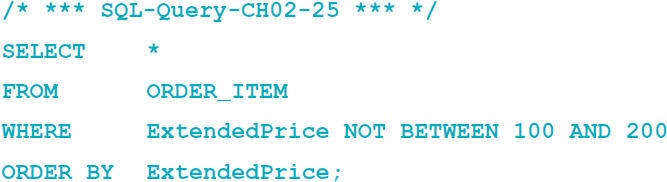 /* *** SQL-Query-CH02-25 *** */
SELECT *
FROM ORDER_ITEM
WHERE ExtendedPrice NOT BETWEEN 100 AND 200
ORDER BY ExtendedPrice;